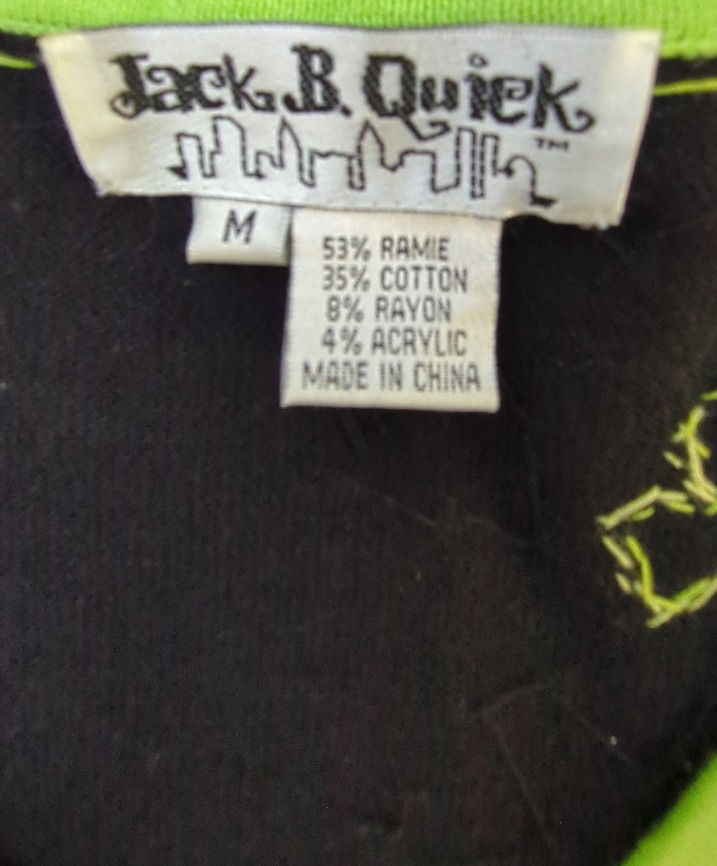 Jack B. Quick
TM
M
53% RAMIE
35% COTTON
8% RAYON
4% ACRYLIC
MADE IN CHINA